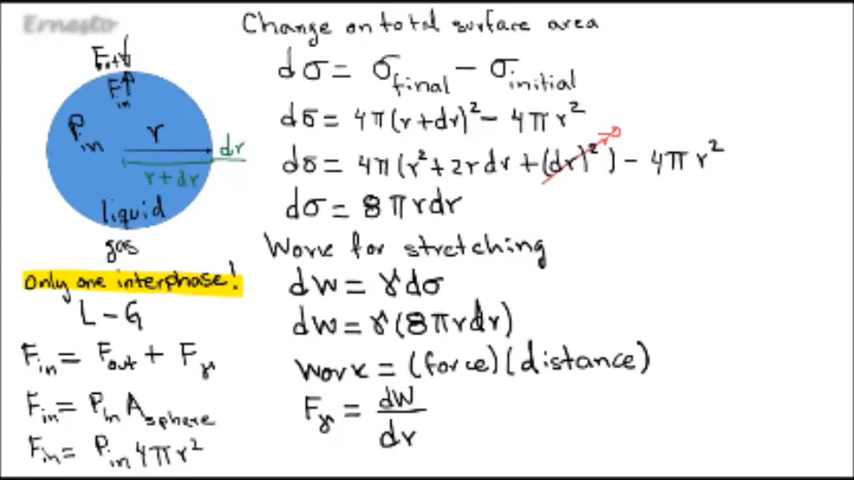 Ernesto
Change on total surface area
dσ = σfinal − σinitial
dσ = 4π(r+dr)² − 4πr²
dσ = 4π(r² + 2rdr + (dr)²) − 4πr²
→0
dσ = 8πrdr
Work for stretching
dW = γdσ
dW = γ(8πrdr)
Work = (force)(distance)
Fγ = dW/dr
Fout
Fin
Pin
r
dr
r+dr
liquid
gas
Only one interphase!
L-G
Fin = Fout + Fγ
Fin = Pin Asphere
Fin = Pin 4πr²